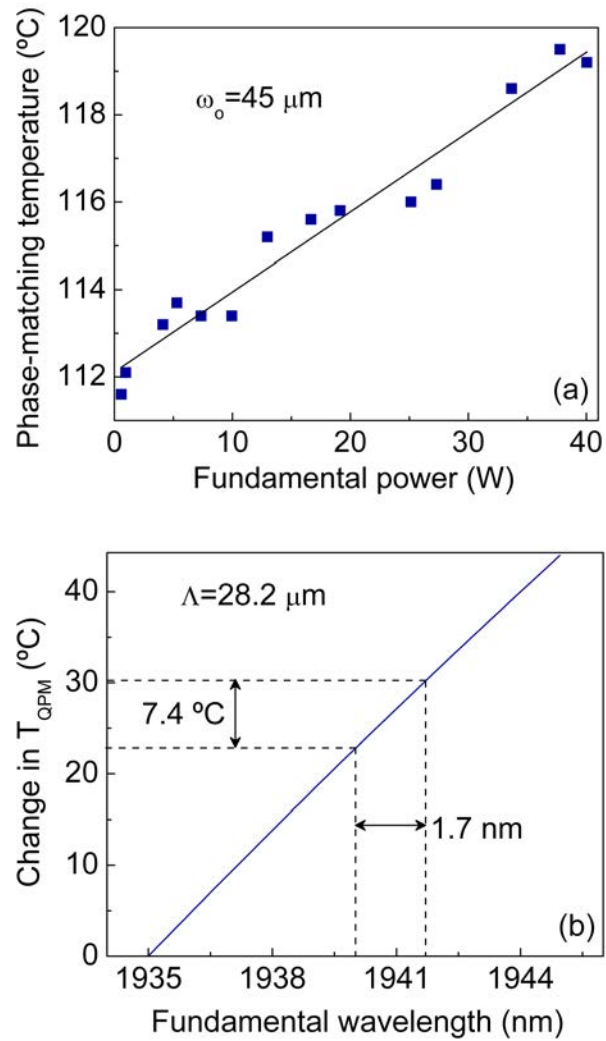 Phase-matching temperature (ºC)
120
118
116
114
112
ω₀=45 μm
(a)
0
10
20
30
40
Fundamental power (W)
Change in T_QPM (ºC)
40
30
20
10
0
Λ=28.2 μm
7.4 ºC
1.7 nm
(b)
1935
1938
1941
1944
Fundamental wavelength (nm)